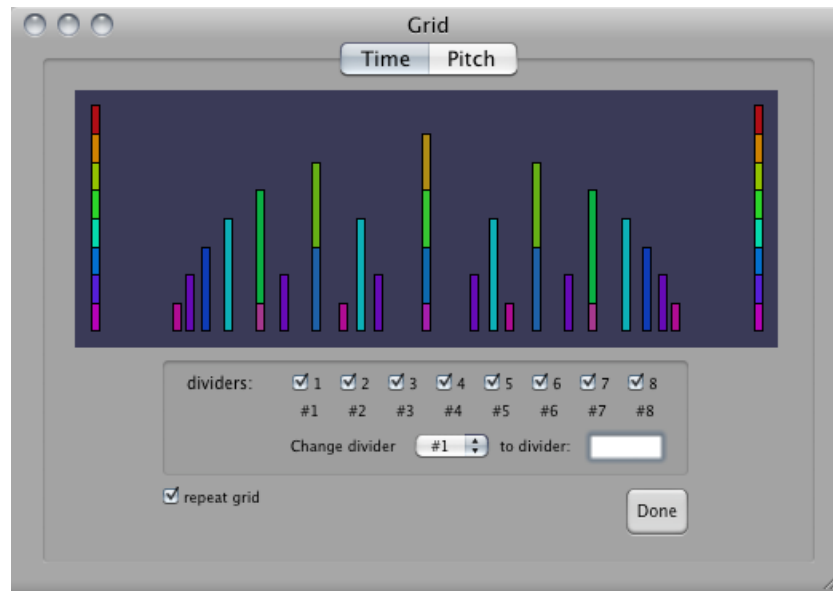 Grid
Time Pitch
dividers: 1 2 3 4 5 6 7 8
#1 #2 #3 #4 #5 #6 #7 #8
Change divider #1 to divider:
repeat grid
Done